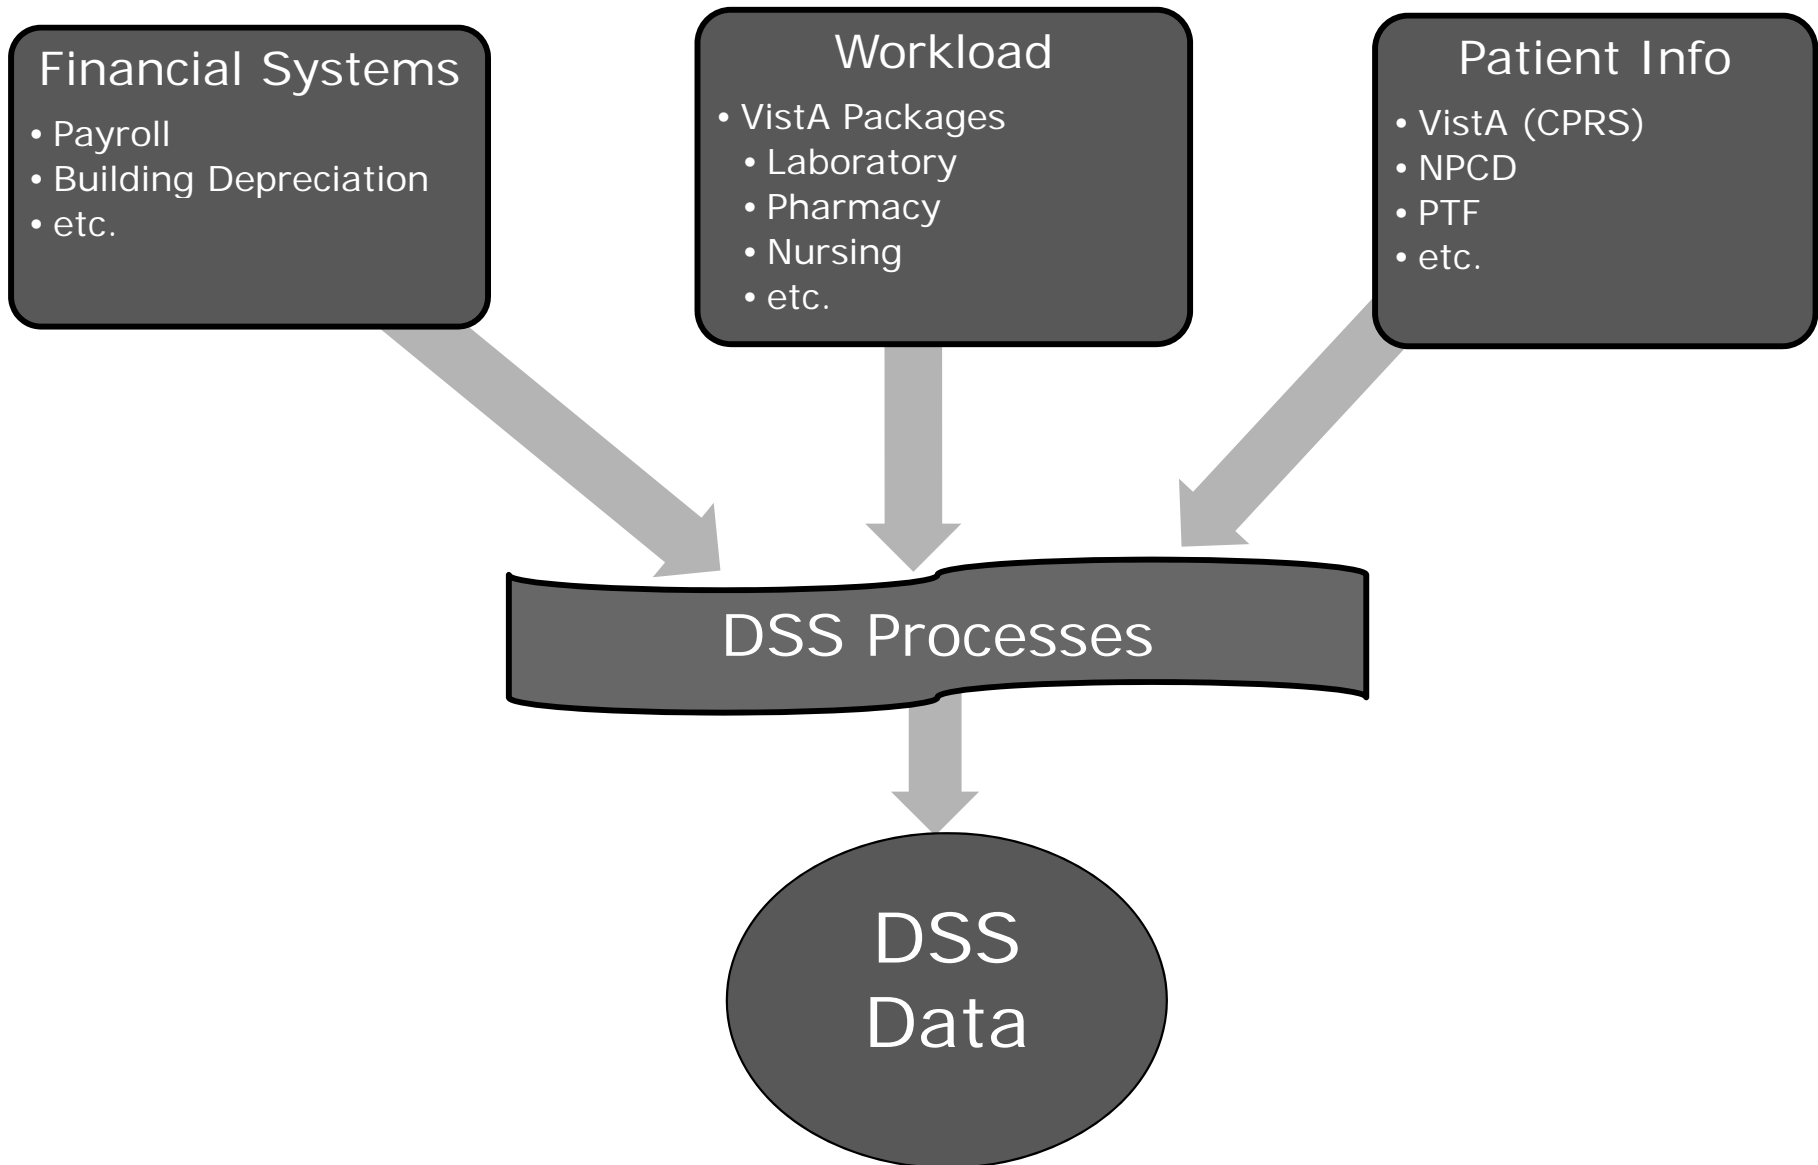 Financial Systems
• Payroll
• Building Depreciation
• etc.
Workload
• VistA Packages
• Laboratory
• Pharmacy
• Nursing
• etc.
Patient Info
• VistA (CPRS)
• NPCD
• PTF
• etc.
DSS Processes
DSS
Data